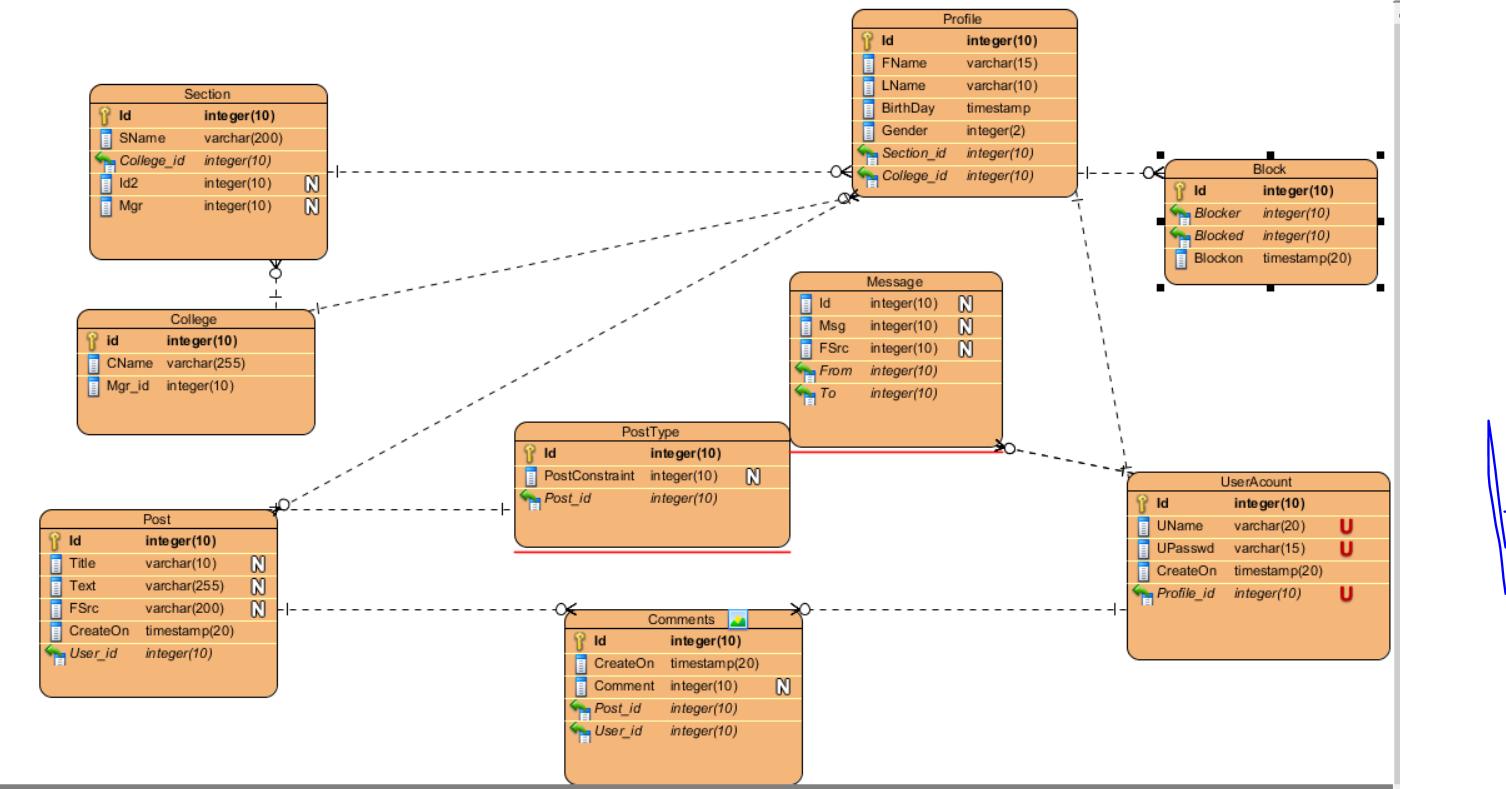 Profile
Id integer(10)
FName varchar(15)
LName varchar(10)
BirthDay timestamp
Gender integer(2)
Section_id integer(10)
College_id integer(10)
Section
Id integer(10)
SName varchar(200)
College_id integer(10)
Id2 integer(10) N
Mgr integer(10) N
Block
Id integer(10)
Blocker integer(10)
Blocked integer(10)
Blockon timestamp(20)
College
id integer(10)
CName varchar(255)
Mgr_id integer(10)
Message
Id integer(10) N
Msg integer(10) N
FSrc integer(10) N
From integer(10)
To integer(10)
PostType
Id integer(10)
PostConstraint integer(10) N
Post_id integer(10)
UserAcount
Id integer(10)
UName varchar(20) U
UPasswd varchar(15) U
CreateOn timestamp(20)
Profile_id integer(10) U
Post
Id integer(10)
Title varchar(10) N
Text varchar(255) N
FSrc varchar(200) N
CreateOn timestamp(20)
User_id integer(10)
Comments
Id integer(10)
CreateOn timestamp(20)
Comment integer(10) N
Post_id integer(10)
User_id integer(10)